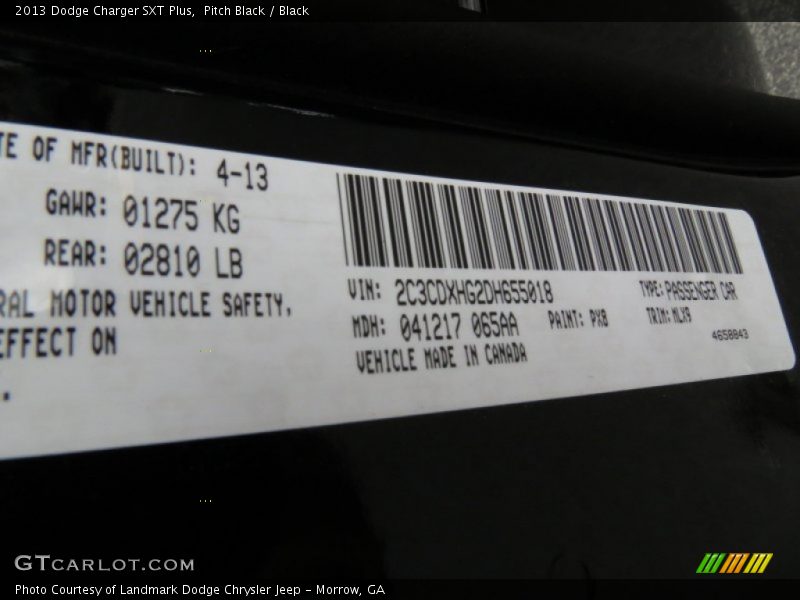 2013 Dodge Charger SXT Plus, Pitch Black / Black
TE OF MFR(BUILT): 4-13
GAWR: 01275 KG
REAR: 02810 LB
RAL MOTOR VEHICLE SAFETY,
EFFECT ON
VIN: 2C3CDXHG2DH655018
TYPE: PASSENGER CAR
MDH: 041217 065AA
PAINT: PX8
TRIM: MLX9
VEHICLE MADE IN CANADA
4658843
GTCARLOT.COM
Photo Courtesy of Landmark Dodge Chrysler Jeep - Morrow, GA